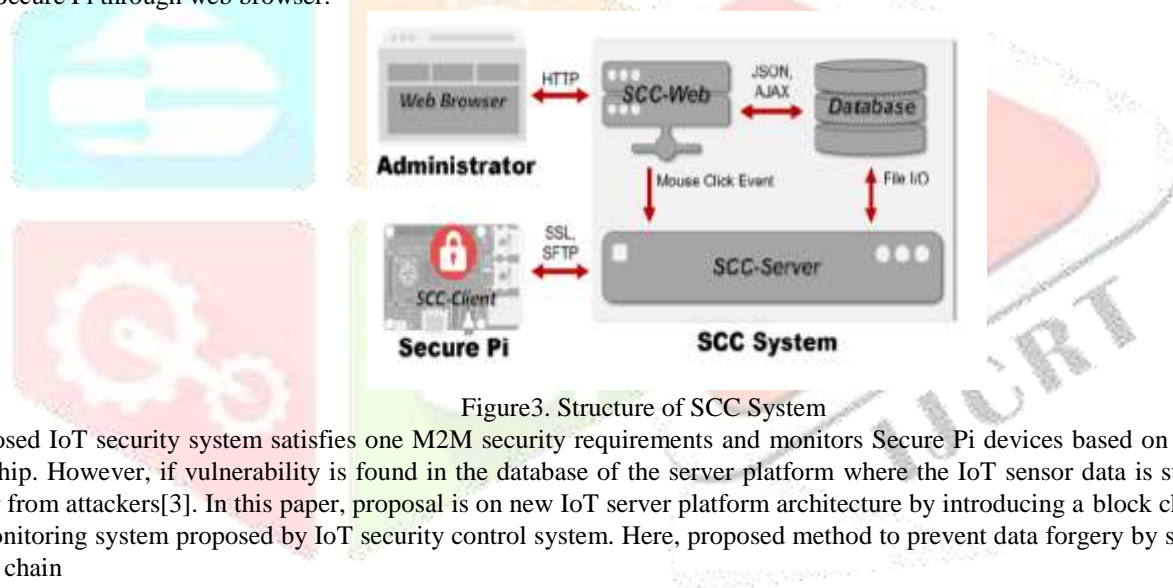 Secure Pi through web browser.
HTTP
JSON,
AJAX
Web Browser
SCC-Web
Database
Administrator
Mouse Click Event
File I/O
SSL,
SFTP
SCC-Client
SCC-Server
Secure Pi
SCC System
Figure3. Structure of SCC System
IoT security system satisfies one M2M security requirements and monitors Secure Pi devices based on
However, if vulnerability is found in the database of the server platform where the IoT sensor data is
from attackers[3]. In this paper, proposal is on new IoT server platform architecture by introducing a block
system proposed by IoT security control system. Here, proposed method to prevent data forgery by
chain
IJCRT